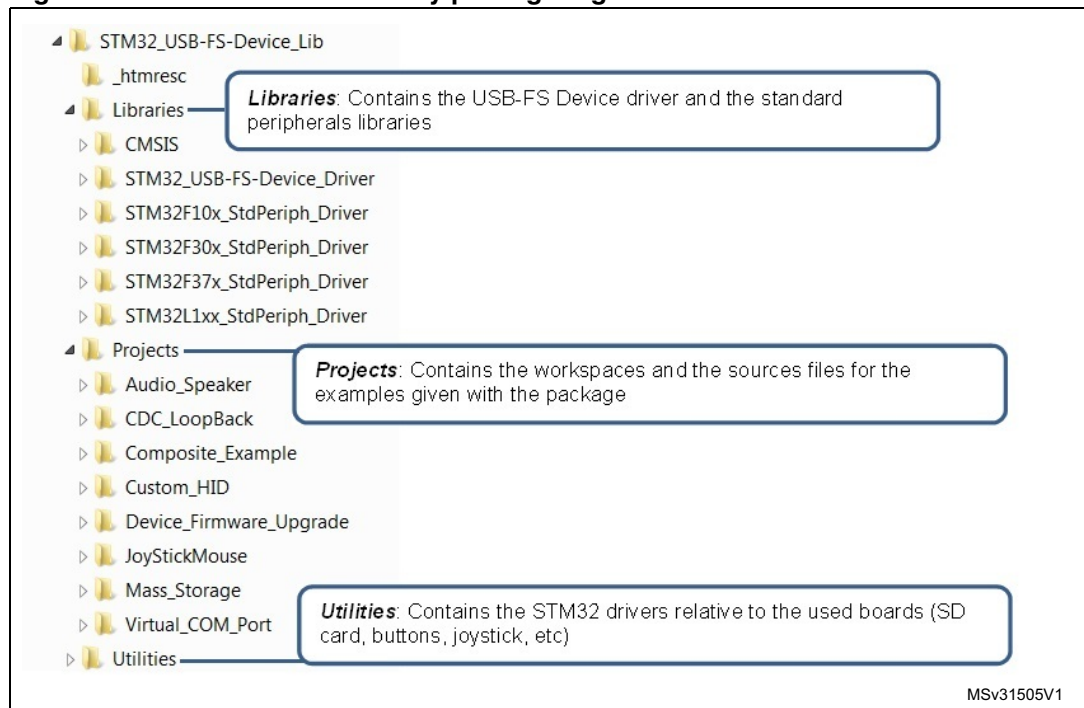 STM32_USB-FS-Device_Lib
_htmresc
Libraries
Libraries: Contains the USB-FS Device driver and the standard
peripherals libraries
CMSIS
STM32_USB-FS-Device_Driver
STM32F10x_StdPeriph_Driver
STM32F30x_StdPeriph_Driver
STM32F37x_StdPeriph_Driver
STM32L1xx_StdPeriph_Driver
Projects
Projects: Contains the workspaces and the sources files for the
examples given with the package
Audio_Speaker
CDC_LoopBack
Composite_Example
Custom_HID
Device_Firmware_Upgrade
JoyStickMouse
Mass_Storage
Virtual_COM_Port
Utilities: Contains the STM32 drivers relative to the used boards (SD
card, buttons, joystick, etc)
Utilities
MSv31505V1